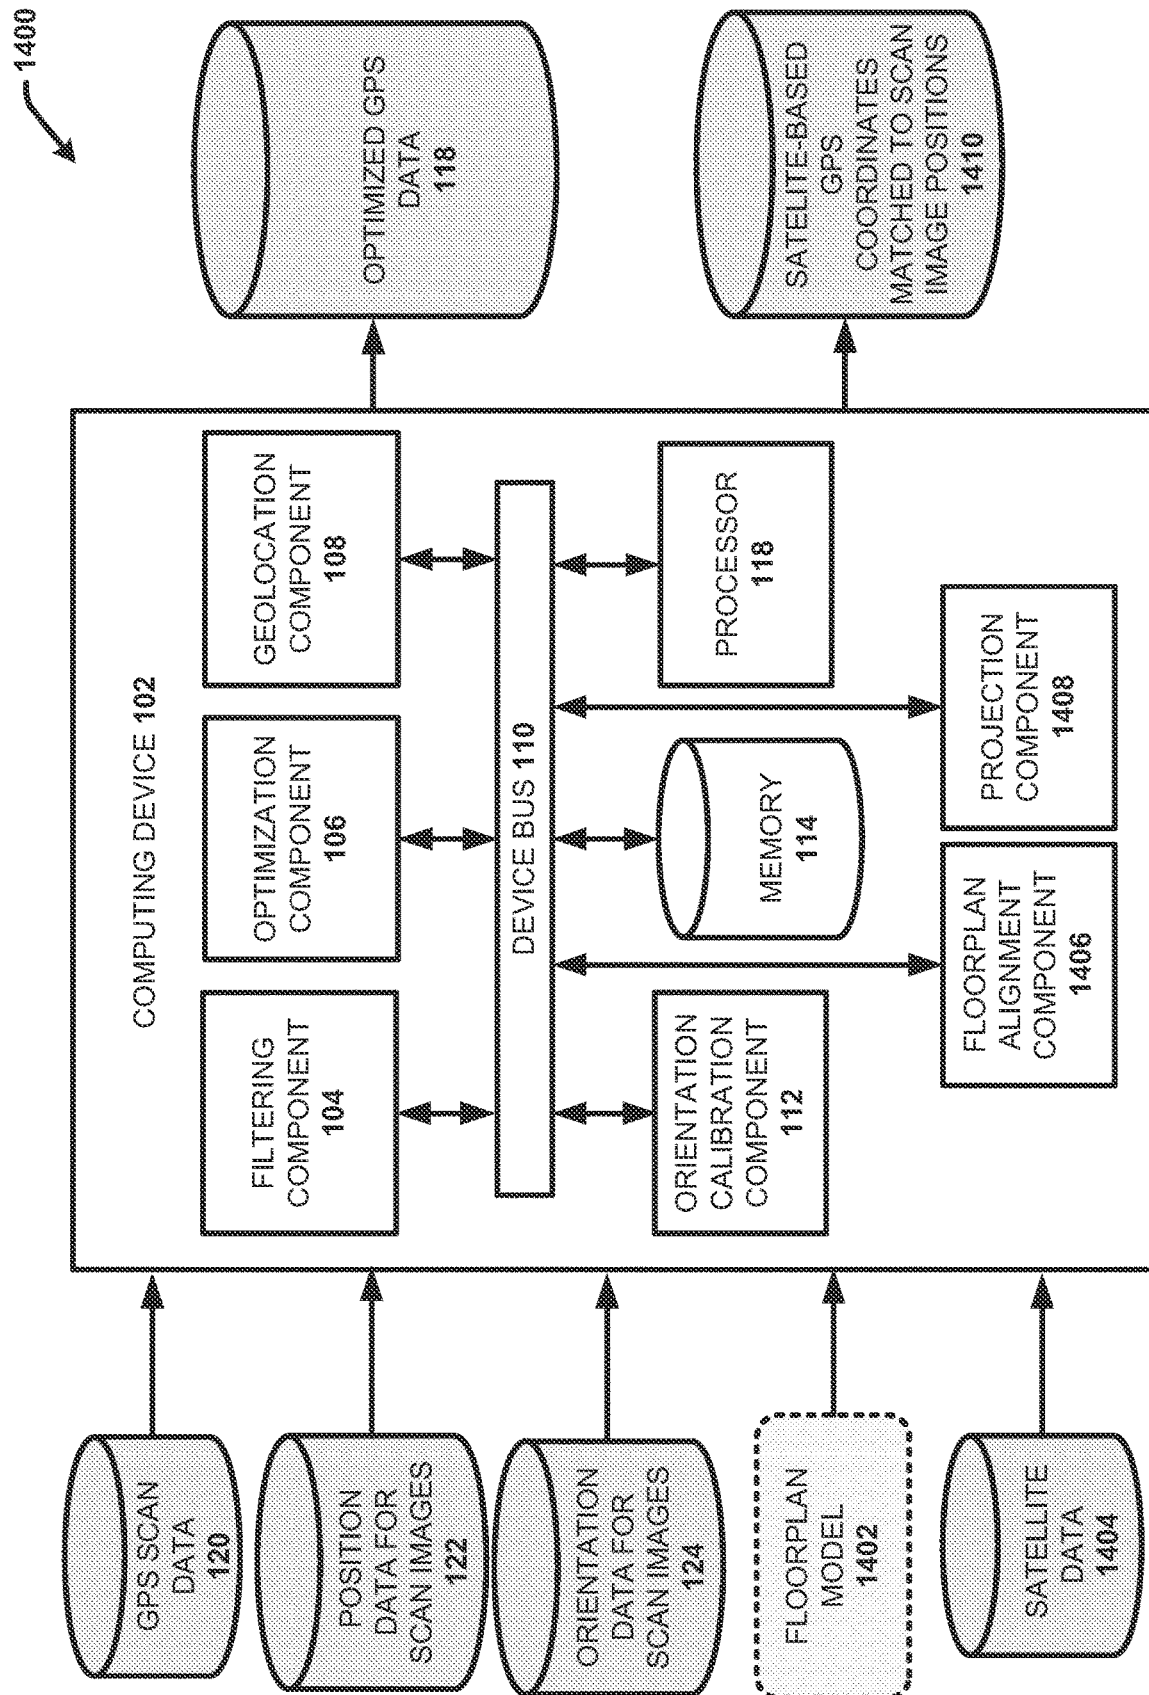 1400
GPS SCAN
DATA
120
POSITION
DATA FOR
SCAN IMAGES
122
ORIENTATION
DATA FOR
SCAN IMAGES
124
FLOORPLAN
MODEL
1402
SATELLITE
DATA
1404
COMPUTING DEVICE 102
FILTERING
COMPONENT
104
OPTIMIZATION
COMPONENT
106
GEOLOCATION
COMPONENT
108
DEVICE BUS 110
ORIENTATION
CALIBRATION
COMPONENT
112
MEMORY
114
PROCESSOR
118
FLOORPLAN
ALIGNMENT
COMPONENT
1406
PROJECTION
COMPONENT
1408
OPTIMIZED GPS
DATA
118
SATELITE-BASED
GPS
COORDINATES
MATCHED TO SCAN
IMAGE POSITIONS
1410